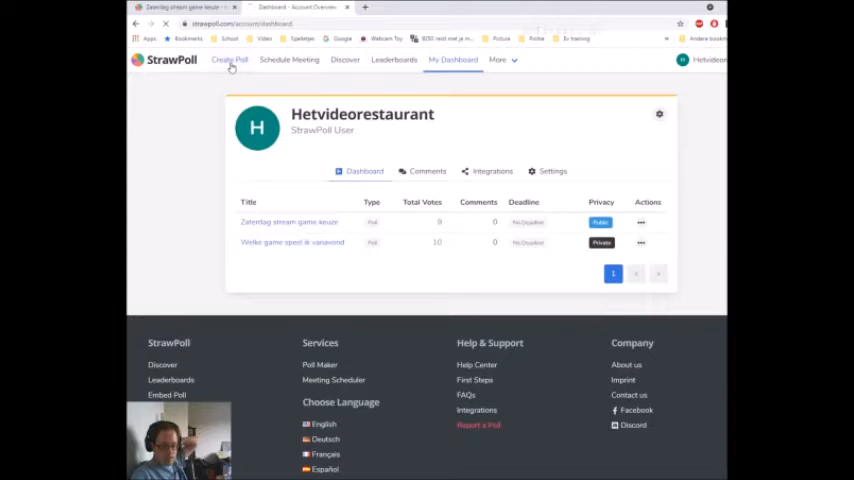 Zaterdag stream game keuze -
Dashboard - Account Overview
strawpoll.com/account/dashboard
Apps Bookmarks School Video Spelletjes Google Webcam Toy Picture Politie Ev training Andere bookm
StrawPoll Create Poll Schedule Meeting Discover Leaderboards My Dashboard More H Hetvideores
H
Hetvideorestaurant
StrawPoll User
Dashboard Comments Integrations Settings
Title Type Total Votes Comments Deadline Privacy Actions
Zaterdag stream game keuze Poll 9 0 No Deadline Public
Welke game speel ik vanavond Poll 10 0 No Deadline Private
1 < >
StrawPoll Services Help & Support Company
Discover Poll Maker Help Center About us
Leaderboards Meeting Scheduler First Steps Imprint
Embed Poll FAQs Contact us
Choose Language
Integrations Facebook
English Report a Poll Discord
Deutsch
Français
Español